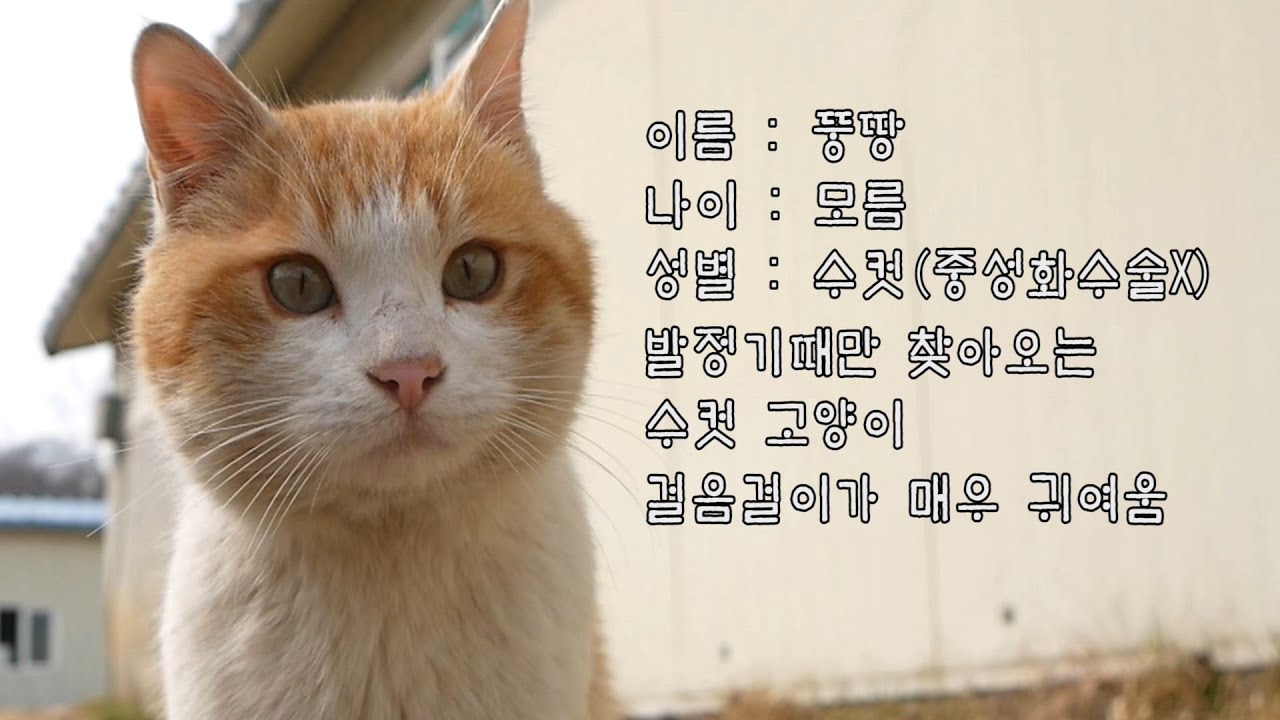 이름 : 뚱땅
나이 : 모름
성별 : 수컷(중성화수술X)
발정기때만 찾아오는
수컷 고양이
걸음걸이가 매우 귀여움